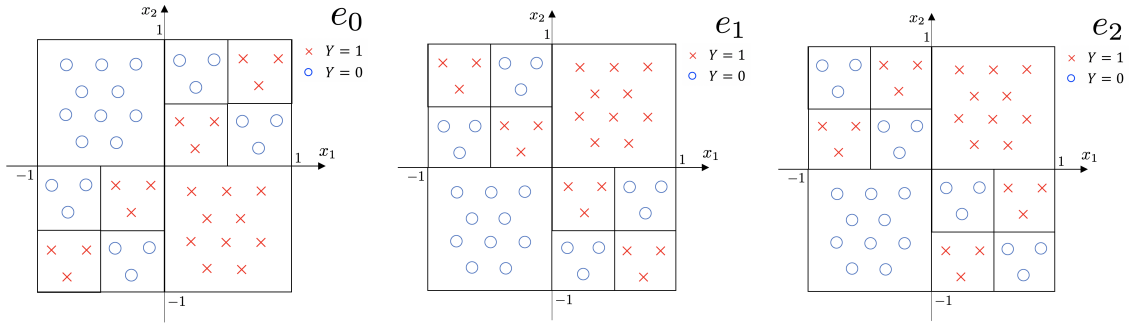 x₂
1
e₀
× Y = 1
○ Y = 0
−1
1
x₁
−1
x₂
1
e₁
× Y = 1
○ Y = 0
−1
1
x₁
−1
x₂
1
e₂
× Y = 1
○ Y = 0
−1
1
x₁
−1